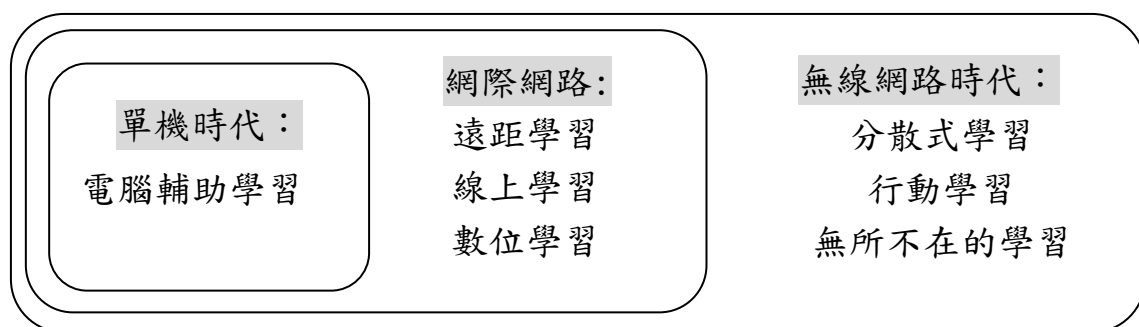 單機時代：
電腦輔助學習
網際網路:
遠距學習
線上學習
數位學習
無線網路時代：
分散式學習
行動學習
無所不在的學習